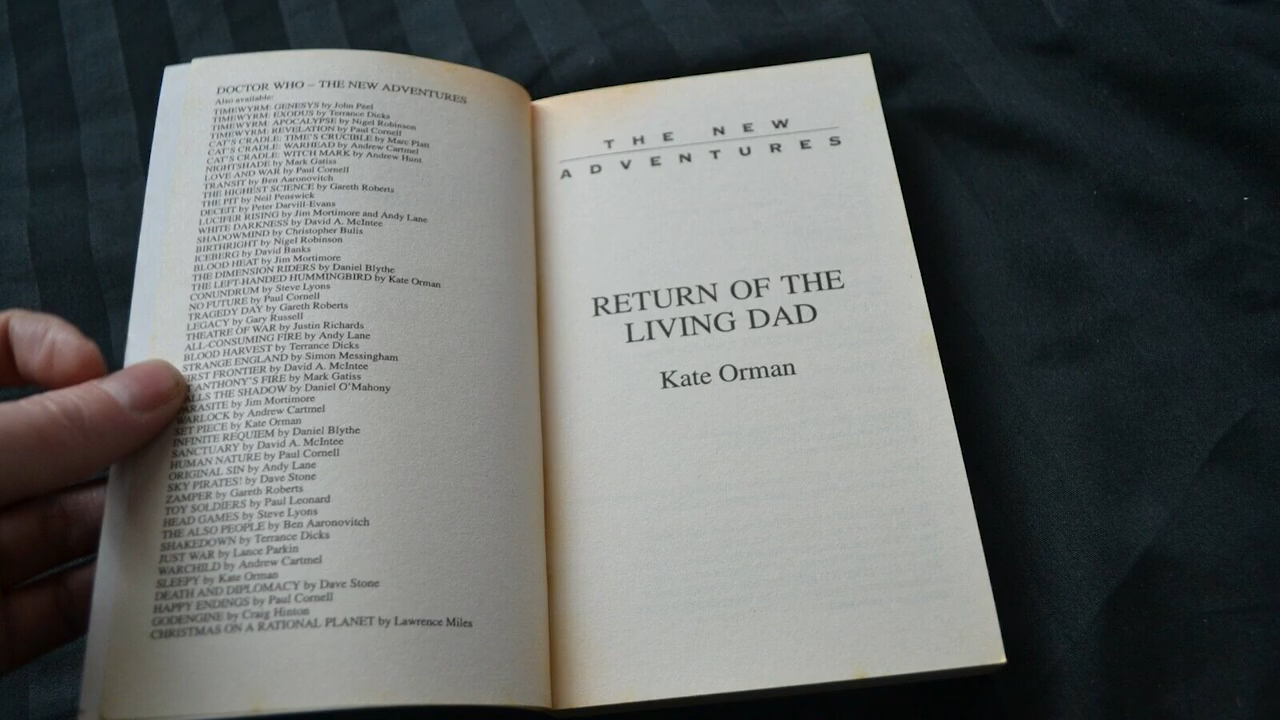 DOCTOR WHO – THE NEW ADVENTURES
Also available:
TIMEWYRM: GENESYS by John Peel
TIMEWYRM: EXODUS by Terrance Dicks
TIMEWYRM: APOCALYPSE by Nigel Robinson
TIMEWYRM: REVELATION by Paul Cornell
CAT'S CRADLE: TIME'S CRUCIBLE by Marc Platt
CAT'S CRADLE: WARHEAD by Andrew Cartmel
CAT'S CRADLE: WITCH MARK by Andrew Hunt
NIGHTSHADE by Mark Gatiss
LOVE AND WAR by Paul Cornell
TRANSIT by Ben Aaronovitch
THE HIGHEST SCIENCE by Gareth Roberts
THE PIT by Neil Penswick
DECEIT by Peter Darvill-Evans
LUCIFER RISING by Jim Mortimore and Andy Lane
WHITE DARKNESS by David A. McIntee
SHADOWMIND by Christopher Bulis
BIRTHRIGHT by Nigel Robinson
ICEBERG by David Banks
BLOOD HEAT by Jim Mortimore
THE DIMENSION RIDERS by Daniel Blythe
THE LEFT-HANDED HUMMINGBIRD by Kate Orman
CONUNDRUM by Steve Lyons
NO FUTURE by Paul Cornell
TRAGEDY DAY by Gareth Roberts
LEGACY by Gary Russell
THEATRE OF WAR by Justin Richards
ALL-CONSUMING FIRE by Andy Lane
BLOOD HARVEST by Terrance Dicks
STRANGE ENGLAND by Simon Messingham
FIRST FRONTIER by David A. McIntee
ANTHONY'S FIRE by Mark Gatiss
ALLS THE SHADOW by Daniel O'Mahony
PARASITE by Jim Mortimore
WARLOCK by Andrew Cartmel
SET PIECE by Kate Orman
INFINITE REQUIEM by Daniel Blythe
SANCTUARY by David A. McIntee
HUMAN NATURE by Paul Cornell
ORIGINAL SIN by Andy Lane
SKY PIRATES! by Dave Stone
ZAMPER by Gareth Roberts
TOY SOLDIERS by Paul Leonard
HEAD GAMES by Steve Lyons
THE ALSO PEOPLE by Ben Aaronovitch
SHAKEDOWN by Terrance Dicks
JUST WAR by Lance Parkin
WARCHILD by Andrew Cartmel
SLEEPY by Kate Orman
DEATH AND DIPLOMACY by Dave Stone
HAPPY ENDINGS by Paul Cornell
GODENGINE by Craig Hinton
CHRISTMAS ON A RATIONAL PLANET by Lawrence Miles
THE NEW
ADVENTURES
RETURN OF THE
LIVING DAD
Kate Orman